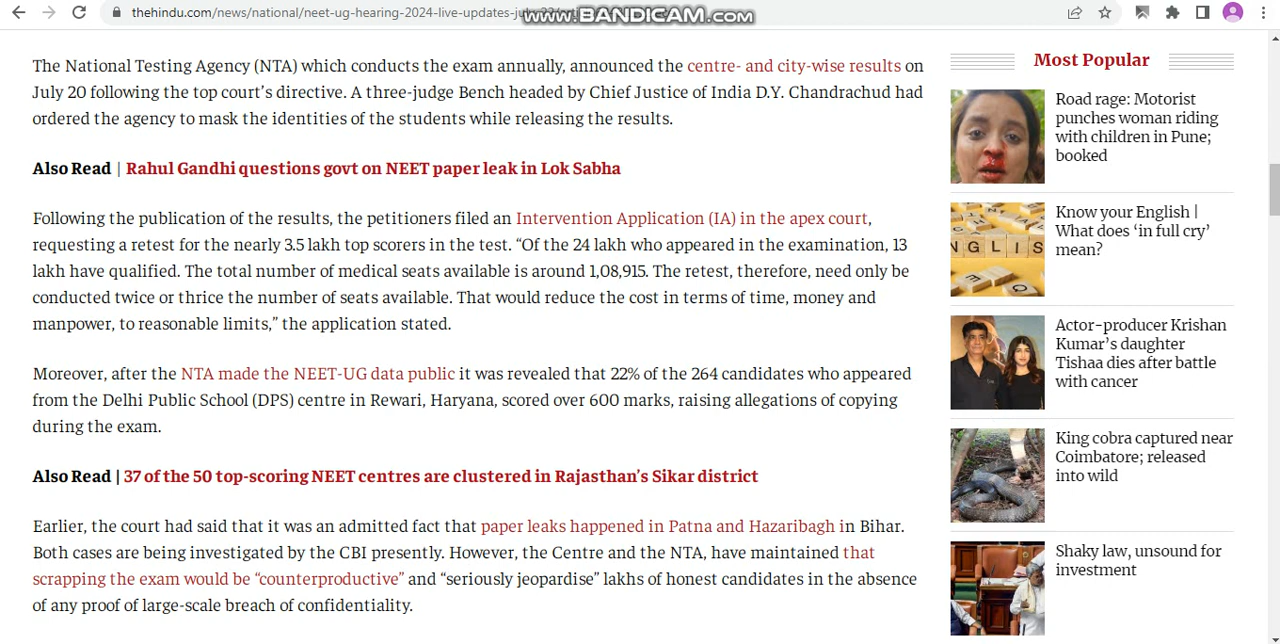 thehindu.com/news/national/neet-ug-hearing-2024-live-updates-ju
www.BANDICAM.com
The National Testing Agency (NTA) which conducts the exam annually, announced the centre- and city-wise results on
July 20 following the top court’s directive. A three-judge Bench headed by Chief Justice of India D.Y. Chandrachud had
ordered the agency to mask the identities of the students while releasing the results.
Also Read | Rahul Gandhi questions govt on NEET paper leak in Lok Sabha
Following the publication of the results, the petitioners filed an Intervention Application (IA) in the apex court,
requesting a retest for the nearly 3.5 lakh top scorers in the test. “Of the 24 lakh who appeared in the examination, 13
lakh have qualified. The total number of medical seats available is around 1,08,915. The retest, therefore, need only be
conducted twice or thrice the number of seats available. That would reduce the cost in terms of time, money and
manpower, to reasonable limits,” the application stated.
Moreover, after the NTA made the NEET-UG data public it was revealed that 22% of the 264 candidates who appeared
from the Delhi Public School (DPS) centre in Rewari, Haryana, scored over 600 marks, raising allegations of copying
during the exam.
Also Read | 37 of the 50 top-scoring NEET centres are clustered in Rajasthan’s Sikar district
Earlier, the court had said that it was an admitted fact that paper leaks happened in Patna and Hazaribagh in Bihar.
Both cases are being investigated by the CBI presently. However, the Centre and the NTA, have maintained that
scrapping the exam would be “counterproductive” and “seriously jeopardise” lakhs of honest candidates in the absence
of any proof of large-scale breach of confidentiality.
Most Popular
Road rage: Motorist
punches woman riding
with children in Pune;
booked
Know your English |
What does ‘in full cry’
mean?
NGLIS
Actor-producer Krishan
Kumar’s daughter
Tishaa dies after battle
with cancer
King cobra captured near
Coimbatore; released
into wild
Shaky law, unsound for
investment